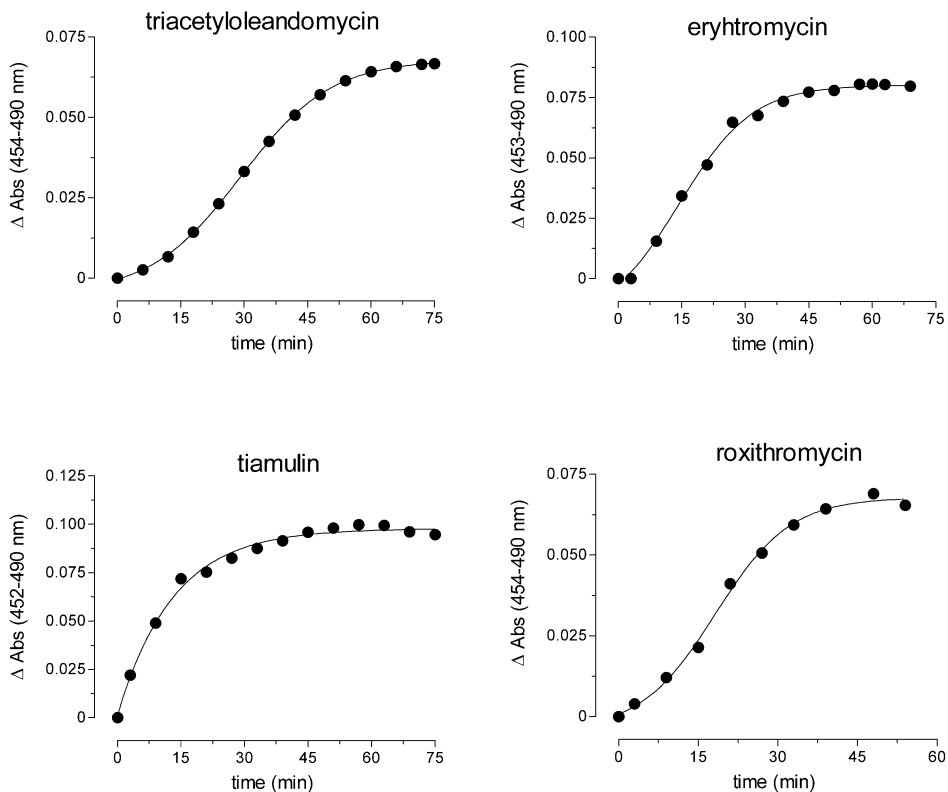 triacetyloleandomycin
0.075
0.050
0.025
0
Δ Abs (454-490 nm)
0 15 30 45 60 75
time (min)
eryhtromycin
0.100
0.075
0.050
0.025
0
Δ Abs (453-490 nm)
0 15 30 45 60 75
time (min)
tiamulin
0.125
0.100
0.075
0.050
0.025
0
Δ Abs (452-490 nm)
0 15 30 45 60 75
time (min)
roxithromycin
0.075
0.050
0.025
0
Δ Abs (454-490 nm)
0 15 30 45 60
time (min)